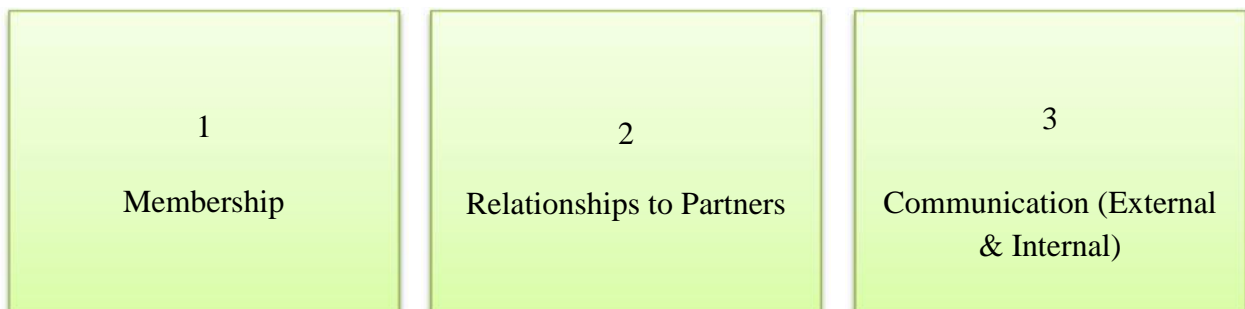 1
Membership
2
Relationships to Partners
3
Communication (External
& Internal)